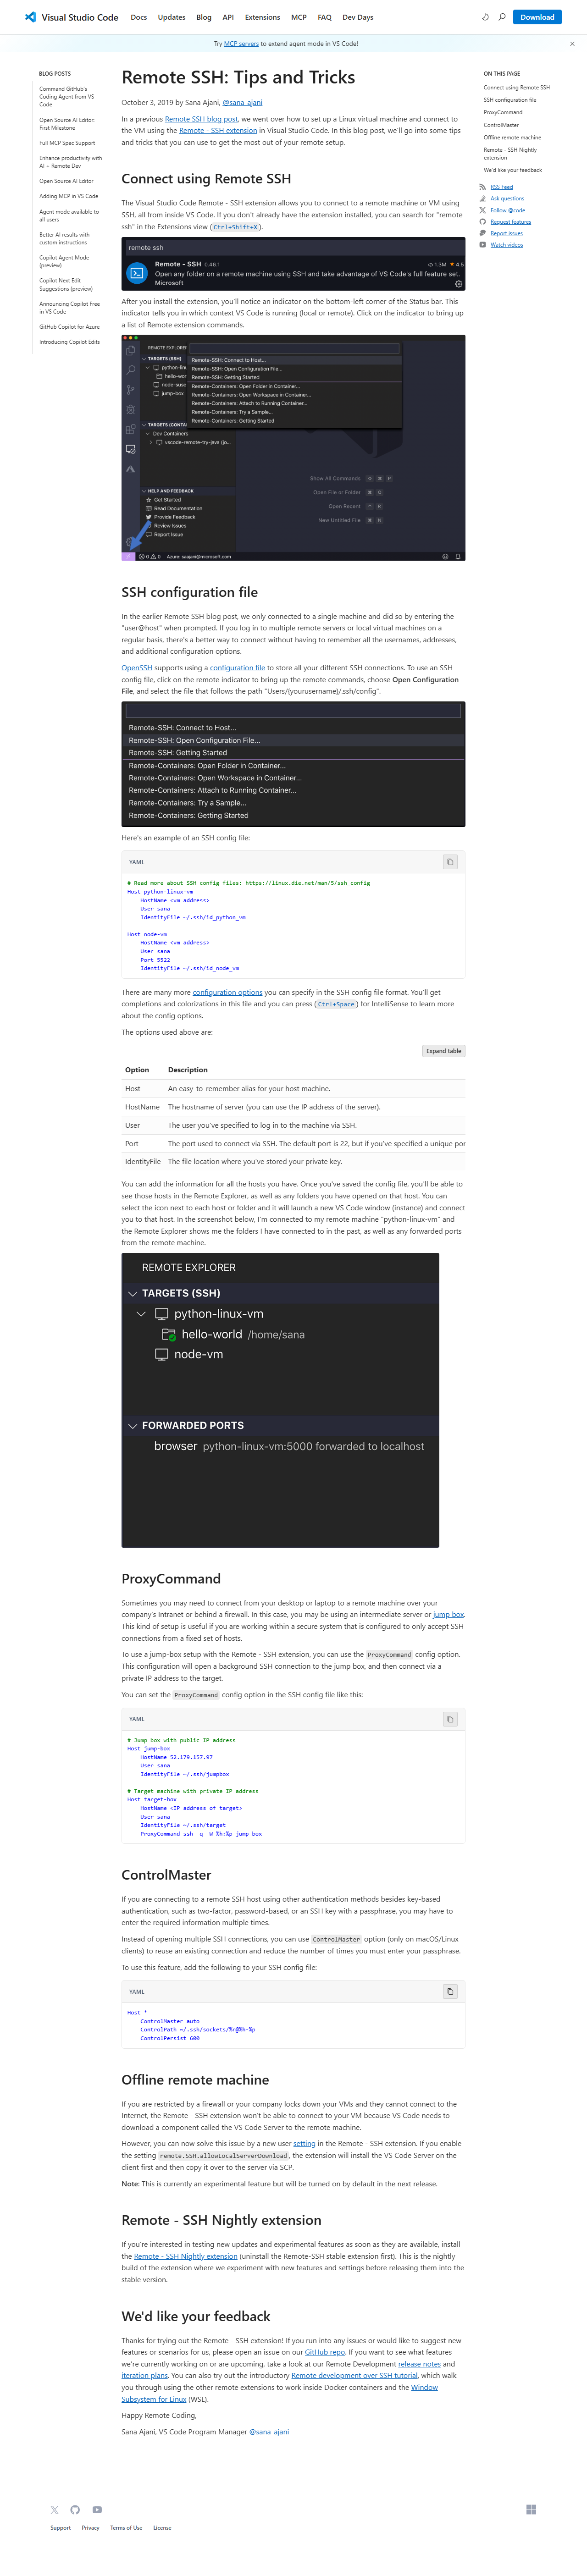 Visual Studio Code
Docs
Updates
Blog
API
Extensions
MCP
FAQ
Dev Days
Download
Try MCP servers to extend agent mode in VS Code!
BLOG POSTS
Command GitHub's
Coding Agent from VS
Code
Open Source AI Editor:
First Milestone
Full MCP Spec Support
Enhance productivity with
AI + Remote Dev
Open Source AI Editor
Adding MCP in VS Code
Agent mode available to
all users
Better AI results with
custom instructions
Copilot Agent Mode
(preview)
Copilot Next Edit
Suggestions (preview)
Announcing Copilot Free
in VS Code
GitHub Copilot for Azure
Introducing Copilot Edits
Remote SSH: Tips and Tricks
October 3, 2019 by Sana Ajani, @sana_ajani
In a previous Remote SSH blog post, we went over how to set up a Linux virtual machine and connect to
the VM using the Remote - SSH extension in Visual Studio Code. In this blog post, we'll go into some tips
and tricks that you can use to get the most out of your remote setup.
Connect using Remote SSH
The Visual Studio Code Remote - SSH extension allows you to connect to a remote machine or VM using
SSH, all from inside VS Code. If you don't already have the extension installed, you can search for "remote
ssh" in the Extensions view (Ctrl+Shift+X).
remote ssh
Remote - SSH 0.46.1
1.3M ★ 4.5
Open any folder on a remote machine using SSH and take advantage of VS Code's full feature set.
Microsoft
After you install the extension, you'll notice an indicator on the bottom-left corner of the Status bar. This
indicator tells you in which context VS Code is running (local or remote). Click on the indicator to bring up
a list of Remote extension commands.
REMOTE EXPLORER
TARGETS (SSH)
python-lin
hello-wo
node-suse
jump-box
Remote-SSH: Connect to Host...
Remote-SSH: Open Configuration File...
Remote-SSH: Getting Started
Remote-Containers: Open Folder in Container...
Remote-Containers: Open Workspace in Container...
Remote-Containers: Attach to Running Container...
Remote-Containers: Try a Sample...
Remote-Containers: Getting Started
TARGETS (CONTAI
Dev Containers
vscode-remote-try-java (jo...
Show All Commands
Open File or Folder
Open Recent
New Untitled File
HELP AND FEEDBACK
Get Started
Read Documentation
Provide Feedback
Review Issues
Report Issue
0 0 Azure: saajani@microsoft.com
SSH configuration file
In the earlier Remote SSH blog post, we only connected to a single machine and did so by entering the
"user@host" when prompted. If you log in to multiple remote servers or local virtual machines on a
regular basis, there's a better way to connect without having to remember all the usernames, addresses,
and additional configuration options.
OpenSSH supports using a configuration file to store all your different SSH connections. To use an SSH
config file, click on the remote indicator to bring up the remote commands, choose Open Configuration
File, and select the file that follows the path "Users/{yourusername}/.ssh/config".
Remote-SSH: Connect to Host...
Remote-SSH: Open Configuration File...
Remote-SSH: Getting Started
Remote-Containers: Open Folder in Container...
Remote-Containers: Open Workspace in Container...
Remote-Containers: Attach to Running Container...
Remote-Containers: Try a Sample...
Remote-Containers: Getting Started
Here's an example of an SSH config file:
YAML
# Read more about SSH config files: https://linux.die.net/man/5/ssh_config
Host python-linux-vm
HostName <vm address>
User sana
IdentityFile ~/.ssh/id_python_vm
Host node-vm
HostName <vm address>
User sana
Port 5522
IdentityFile ~/.ssh/id_node_vm
There are many more configuration options you can specify in the SSH config file format. You'll get
completions and colorizations in this file and you can press (Ctrl+Space) for IntelliSense to learn more
about the config options.
The options used above are:
Expand table
Option Description
Host An easy-to-remember alias for your host machine.
HostName The hostname of server (you can use the IP address of the server).
User The user you've specified to log in to the machine via SSH.
Port The port used to connect via SSH. The default port is 22, but if you've specified a unique por
IdentityFile The file location where you've stored your private key.
You can add the information for all the hosts you have. Once you've saved the config file, you'll be able to
see those hosts in the Remote Explorer, as well as any folders you have opened on that host. You can
select the icon next to each host or folder and it will launch a new VS Code window (instance) and connect
you to that host. In the screenshot below, I'm connected to my remote machine "python-linux-vm" and
the Remote Explorer shows me the folders I have connected to in the past, as well as any forwarded ports
from the remote machine.
REMOTE EXPLORER
TARGETS (SSH)
python-linux-vm
hello-world /home/sana
node-vm
FORWARDED PORTS
browser python-linux-vm:5000 forwarded to localhost
ProxyCommand
Sometimes you may need to connect from your desktop or laptop to a remote machine over your
company's Intranet or behind a firewall. In this case, you may be using an intermediate server or jump box.
This kind of setup is useful if you are working within a secure system that is configured to only accept SSH
connections from a fixed set of hosts.
To use a jump-box setup with the Remote - SSH extension, you can use the ProxyCommand config option.
This configuration will open a background SSH connection to the jump box, and then connect via a
private IP address to the target.
You can set the ProxyCommand config option in the SSH config file like this:
YAML
# Jump box with public IP address
Host jump-box
HostName 52.179.157.97
User sana
IdentityFile ~/.ssh/jumpbox
# Target machine with private IP address
Host target-box
HostName <IP address of target>
User sana
IdentityFile ~/.ssh/target
ProxyCommand ssh -q -W %h:%p jump-box
ControlMaster
If you are connecting to a remote SSH host using other authentication methods besides key-based
authentication, such as two-factor, password-based, or an SSH key with a passphrase, you may have to
enter the required information multiple times.
Instead of opening multiple SSH connections, you can use ControlMaster option (only on macOS/Linux
clients) to reuse an existing connection and reduce the number of times you must enter your passphrase.
To use this feature, add the following to your SSH config file:
YAML
Host *
ControlMaster auto
ControlPath ~/.ssh/sockets/%r@%h-%p
ControlPersist 600
Offline remote machine
If you are restricted by a firewall or your company locks down your VMs and they cannot connect to the
Internet, the Remote - SSH extension won't be able to connect to your VM because VS Code needs to
download a component called the VS Code Server to the remote machine.
However, you can now solve this issue by a new user setting in the Remote - SSH extension. If you enable
the setting remote.SSH.allowLocalServerDownload, the extension will install the VS Code Server on the
client first and then copy it over to the server via SCP.
Note: This is currently an experimental feature but will be turned on by default in the next release.
Remote - SSH Nightly extension
If you're interested in testing new updates and experimental features as soon as they are available, install
the Remote - SSH Nightly extension (uninstall the Remote-SSH stable extension first). This is the nightly
build of the extension where we experiment with new features and settings before releasing them into the
stable version.
We'd like your feedback
Thanks for trying out the Remote - SSH extension! If you run into any issues or would like to suggest new
features or scenarios for us, please open an issue on our GitHub repo. If you want to see what features
we're currently working on or are upcoming, take a look at our Remote Development release notes and
iteration plans. You can also try out the introductory Remote development over SSH tutorial, which walk
you through using the other remote extensions to work inside Docker containers and the Window
Subsystem for Linux (WSL).
Happy Remote Coding,
Sana Ajani, VS Code Program Manager @sana_ajani
ON THIS PAGE
Connect using Remote SSH
SSH configuration file
ProxyCommand
ControlMaster
Offline remote machine
Remote - SSH Nightly
extension
We'd like your feedback
RSS Feed
Ask questions
Follow @code
Request features
Report issues
Watch videos
Support
Privacy
Terms of Use
License